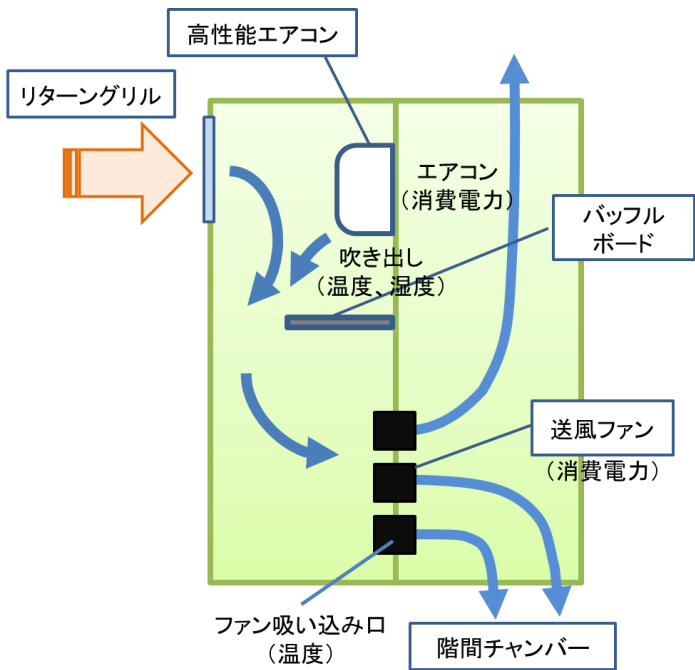 高性能エアコン
リターングリル
エアコン
（消費電力）
バッフル
ボード
吹き出し
（温度、湿度）
送風ファン
（消費電力）
ファン吸い込み口
（温度）
階間チャンバー